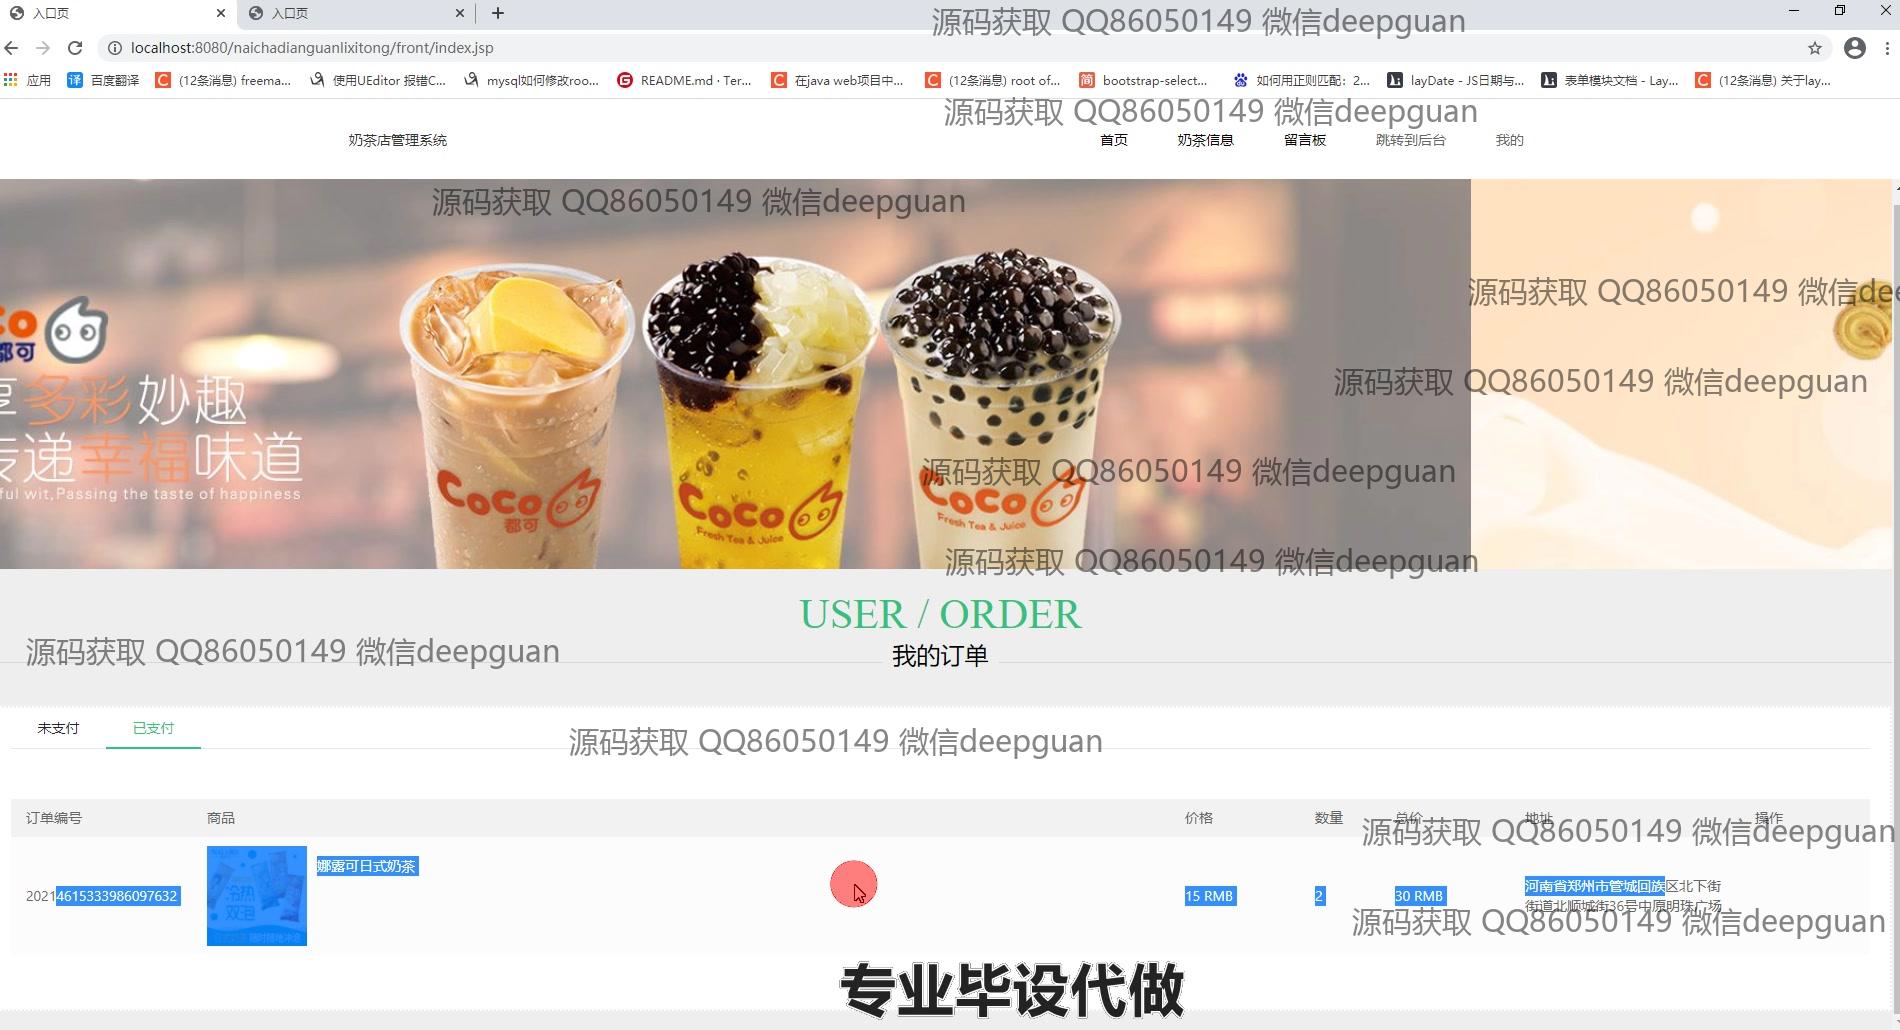 入口页
入口页
源码获取 QQ86050149 微信deepguan
localhost:8080/naichadianguanlixitong/front/index.jsp
应用
百度翻译
(12条消息) freema...
使用UEditor 报错C...
mysql如何修改roo...
README.md · Ter...
在java web项目中...
(12条消息) root of...
bootstrap-select...
如何用正则匹配：2...
layDate - JS日期与...
表单模块文档 - Lay...
(12条消息) 关于lay...
源码获取 QQ86050149 微信deepguan
奶茶店管理系统
首页
奶茶信息
留言板
跳转到后台
我的
源码获取 QQ86050149 微信deepguan
源码获取 QQ86050149 微信dee
都可
享多彩妙趣
源码获取 QQ86050149 微信deepguan
传递幸福味道
ful wit,Passing the taste of happiness
源码获取 QQ86050149 微信deepguan
CoCo
都可
CoCo
Fresh Tea & Juice
CoCo
Fresh Tea & Juice
源码获取 QQ86050149 微信deepguan
USER / ORDER
我的订单
源码获取 QQ86050149 微信deepguan
未支付
已支付
源码获取 QQ86050149 微信deepguan
订单编号
商品
价格
数量
总价
地址
操作
源码获取 QQ86050149 微信deepguan
20214615333986097632
冷热
双泡
娜露可日式奶茶
15 RMB
2
30 RMB
河南省郑州市管城回族区北下街
街道北顺城街36号中原明珠广场
源码获取 QQ86050149 微信deepguan
专业毕设代做